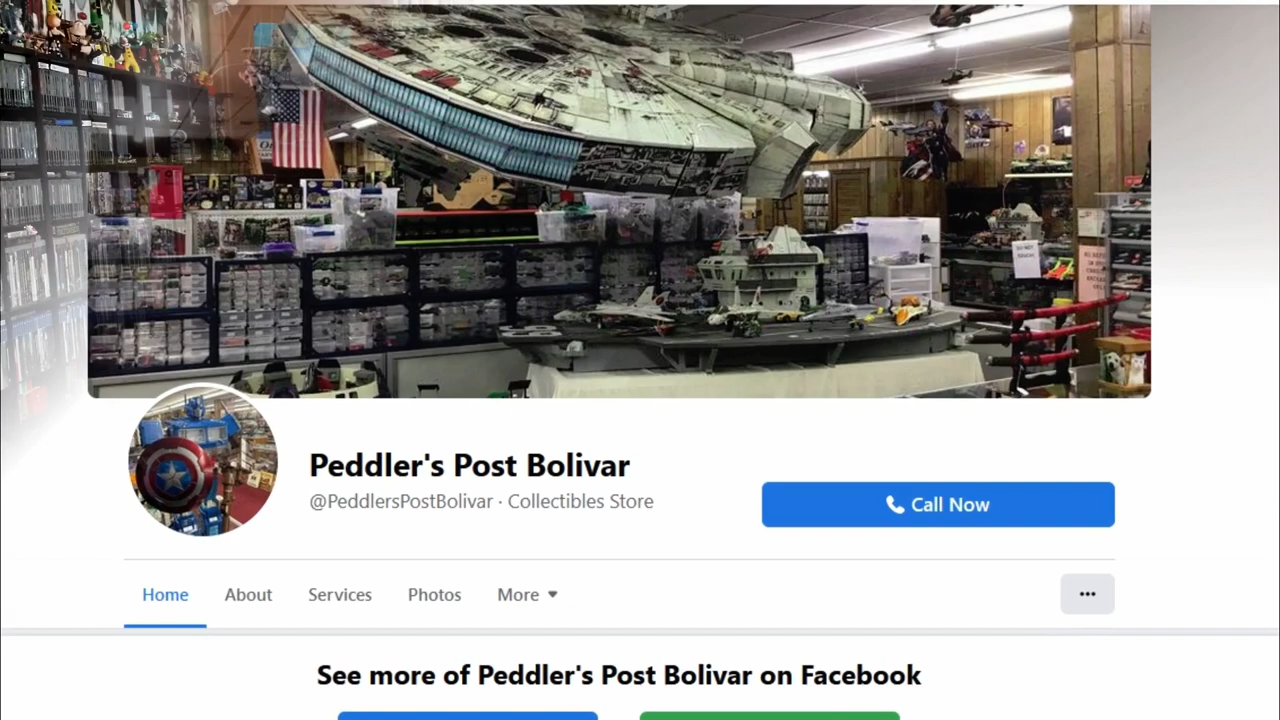 Peddler's Post Bolivar
@PeddlersPostBolivar · Collectibles Store
Call Now
Home
About
Services
Photos
More
See more of Peddler's Post Bolivar on Facebook